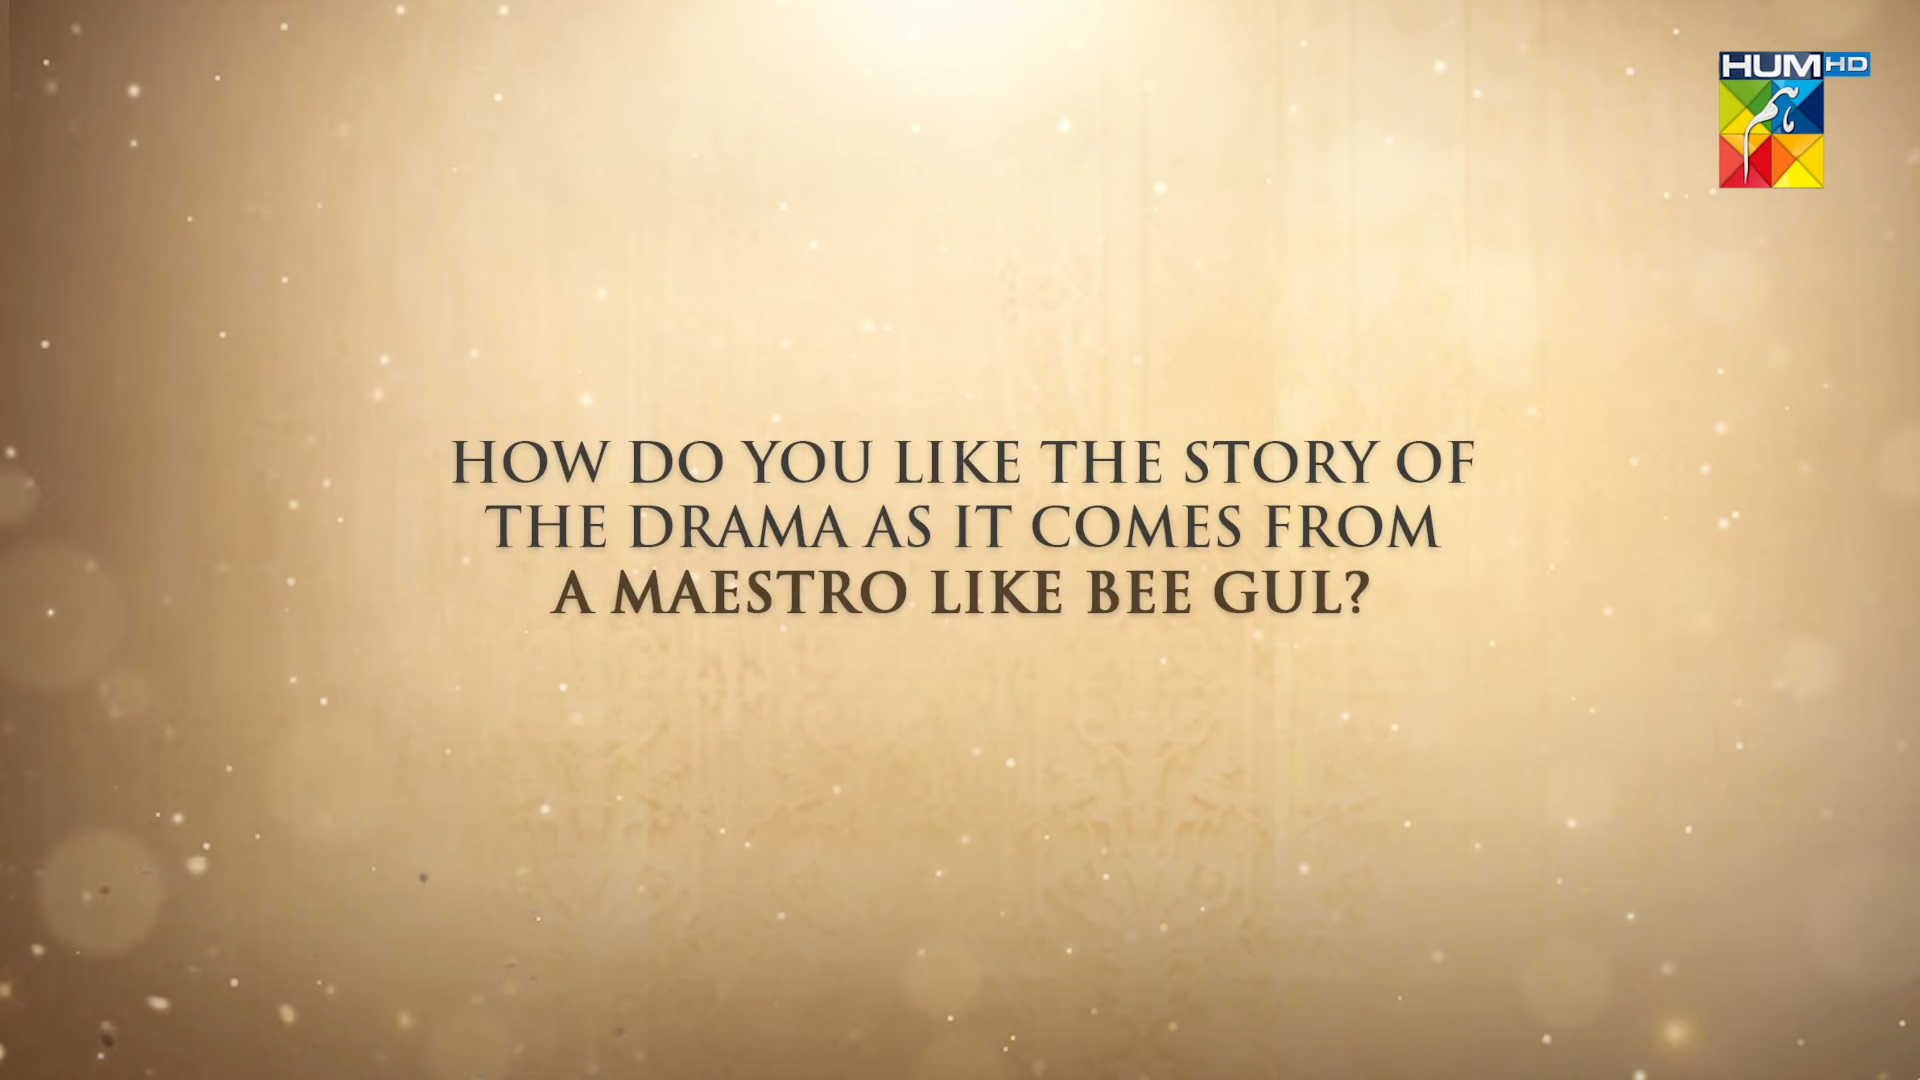 HUM HD
ہم
HOW DO YOU LIKE THE STORY OF
THE DRAMA AS IT COMES FROM
A MAESTRO LIKE BEE GUL?